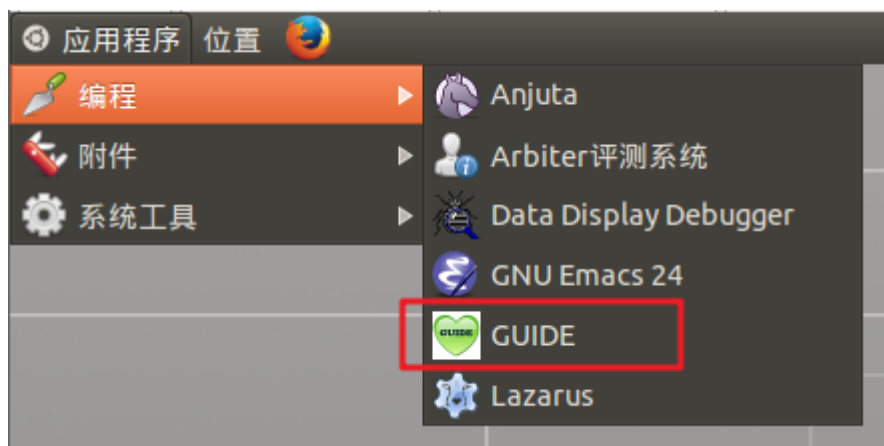 应用程序 位置
编程
附件
系统工具
Anjuta
Arbiter评测系统
Data Display Debugger
GNU Emacs 24
GUIDE
GUIDE
Lazarus